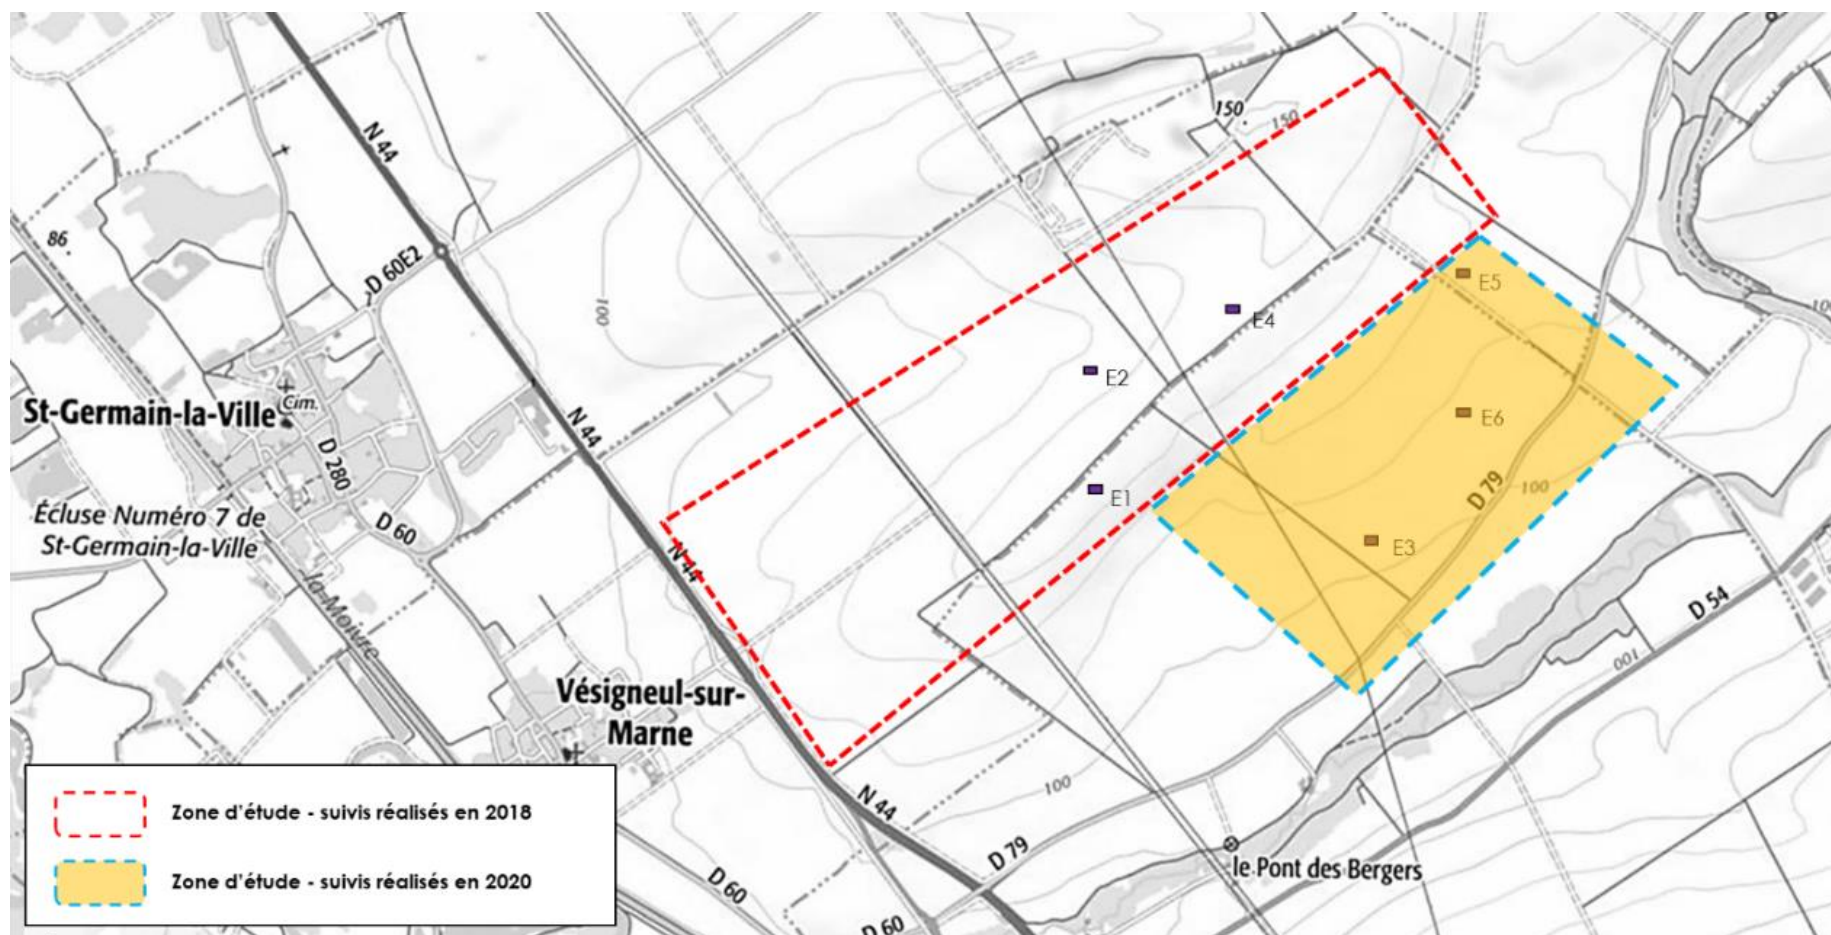 150
150
N 44
86
D 60E2
100
E5
E4
E2
100
St-Germain-la-Ville
Cim.
N 44
E6
D 280
D 79
100
E1
Écluse Numéro 7 de
St-Germain-la-Ville
D 60
E3
N 44
la Moivre
D 54
100
Vésigneul-sur-
Marne
100
N 44
D 79
le Pont des Bergers
D 60
D 60
Zone d'étude - suivis réalisés en 2018
Zone d'étude - suivis réalisés en 2020